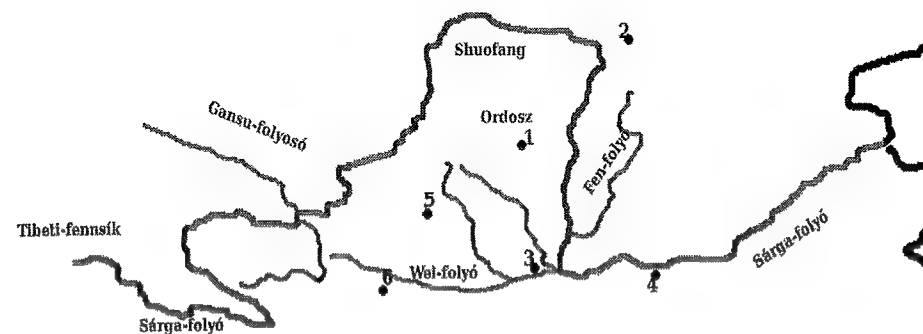 2
Shuofang
Gansu-folyosó
Ordosz
1
Fen-folyó
5
Tibeti-fennsík
Sárga-folyó
3
Wei-folyó
6
4
Sárga-folyó